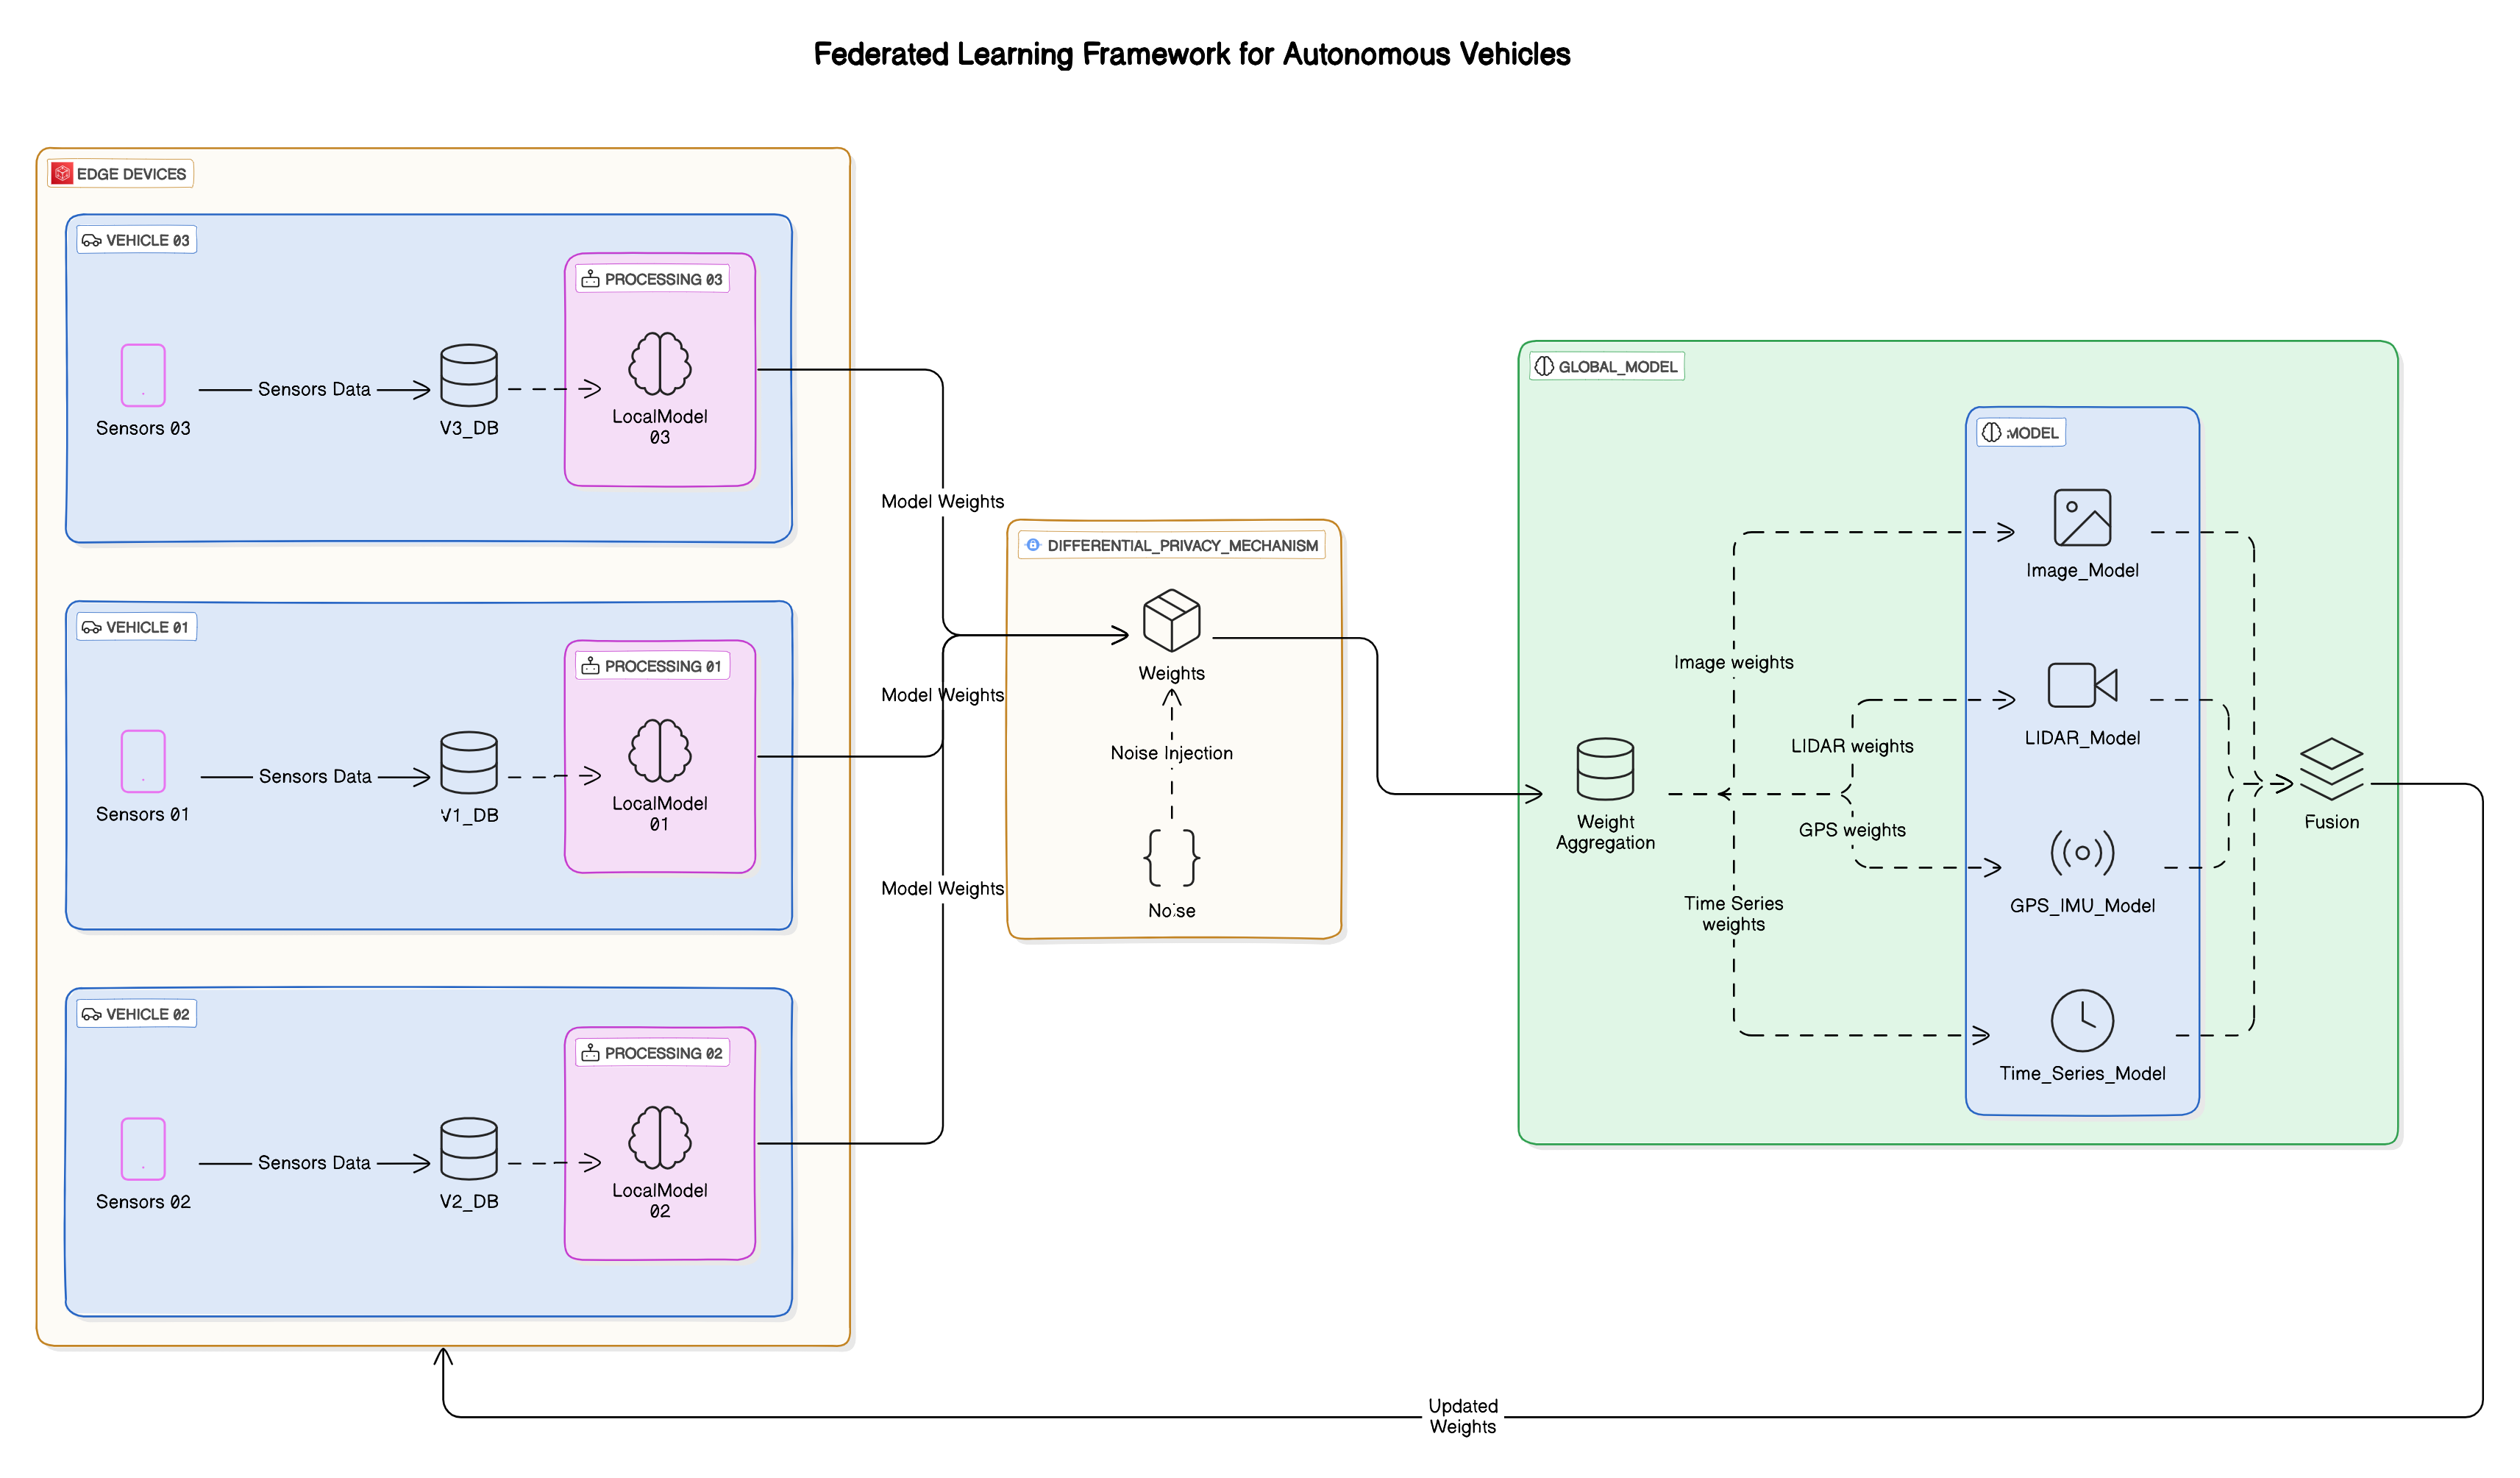 Federated Learning Framework for Autonomous Vehicles
EDGE DEVICES
VEHICLE 03
PROCESSING 03
Sensors 03
Sensors Data
V3_DB
LocalModel
03
VEHICLE 01
PROCESSING 01
Sensors 01
Sensors Data
V1_DB
LocalModel
01
VEHICLE 02
PROCESSING 02
Sensors 02
Sensors Data
V2_DB
LocalModel
02
Model Weights
Model Weights
Model Weights
DIFFERENTIAL_PRIVACY_MECHANISM
Weights
Noise Injection
Noise
GLOBAL_MODEL
Weight
Aggregation
Image weights
LIDAR weights
GPS weights
Time Series
weights
MODEL
Image_Model
LIDAR_Model
GPS_IMU_Model
Time_Series_Model
Fusion
Updated
Weights